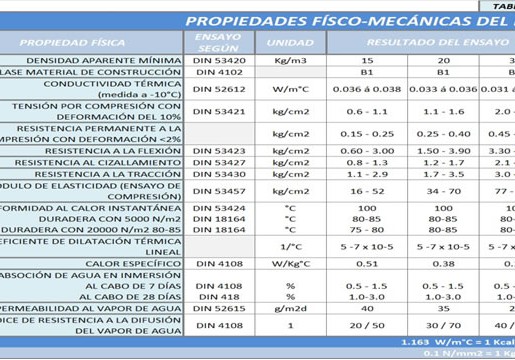 TABL
PROPIEDADES FÍSCO-MECÁNICAS DEL
PROPIEDAD FÍSICA ENSAYO SEGÚN UNIDAD RESULTADO DEL ENSAYO
DENSIDAD APARENTE MÍNIMA DIN 53420 Kg/m3 15 20 3
LASE MATERIAL DE CONSTRUCCIÓN DIN 4102 B1 B1
CONDUCTIVIDAD TÉRMICA
(medida a -10°C) DIN 52612 W/m°C 0.036 á 0.038 0.033 á 0.036 0.031 á
TENSIÓN POR COMPRESIÓN CON
DEFORMACIÓN DEL 10% DIN 53421 kg/cm2 0.6 - 1.1 1.1 - 1.6 2.0 -
RESISTENCIA PERMANENTE A LA
MPRESIÓN CON DEFORMACIÓN <2% kg/cm2 0.15 - 0.25 0.25 - 0.40 0.45 -
RESISTENCIA A LA FLEXIÓN DIN 53423 kg/cm2 0.60 - 3.00 1.50 - 3.90 3.30 -
RESISTENCIA AL CIZALLAMIENTO DIN 53427 kg/cm2 0.8 - 1.3 1.2 - 1.7 2.1 -
RESISTENCIA A LA TRACCIÓN DIN 53430 kg/cm2 1.1 - 2.9 1.7 - 3.5 3.0 -
ODULO DE ELASTICIDAD (ENSAYO DE
COMPRESIÓN) DIN 53457 kg/cm2 16 - 52 34 - 70 77 -
FORMIDAD AL CALOR INSTANTÁNEA DIN 53424 °C 100 100 10
DURADERA CON 5000 N/m2 DIN 18164 °C 80-85 80-85 80-
DURADERA CON 20000 N/m2 80-85 DIN 18164 °C 75 - 80 80-85 80-
EFICIENTE DE DILATACIÓN TÉRMICA
LINEAL 1/°C 5 -7 x 10-5 5 -7 x 10-5 5 -7 x
CALOR ESPECÍFICO DIN 4108 W/Kg°C 0.51 0.38 0.2
ABSOCIÓN DE AGUA EN INMERSIÓN
AL CABO DE 7 DÍAS DIN 4108 % 0.5 - 1.5 0.5 - 1.5 0.5 -
AL CABO DE 28 DÍAS DIN 418 % 1.0-3.0 1.0-3.0 1.0-
PERMEABILIDAD AL VAPOR DE AGUA DIN 52615 g/m2d 40 35 2
DICE DE RESISTENCIA A LA DIFUSIÓN
DEL VAPOR DE AGUA DIN 4108 1 20 / 50 30 / 70 40 /
1.163 W/m°C = 1 Kcal
0.1 N/mm2 = 1 Kg